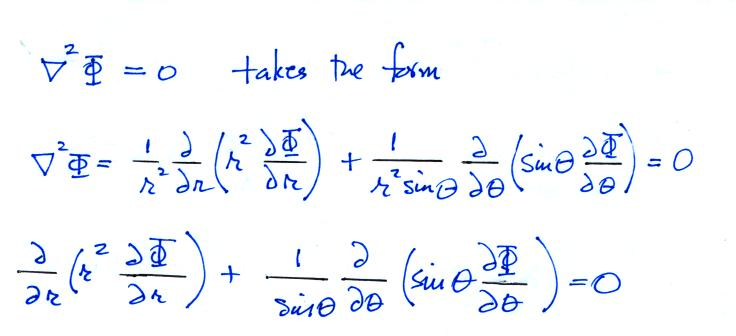 ∇²Φ = 0 takes the form
∇²Φ = 1/r² ∂/∂r (r² ∂Φ/∂r) + 1/(r² sinθ) ∂/∂θ (sinθ ∂Φ/∂θ) = 0
∂/∂r (r² ∂Φ/∂r) + 1/sinθ ∂/∂θ (sinθ ∂Φ/∂θ) = 0